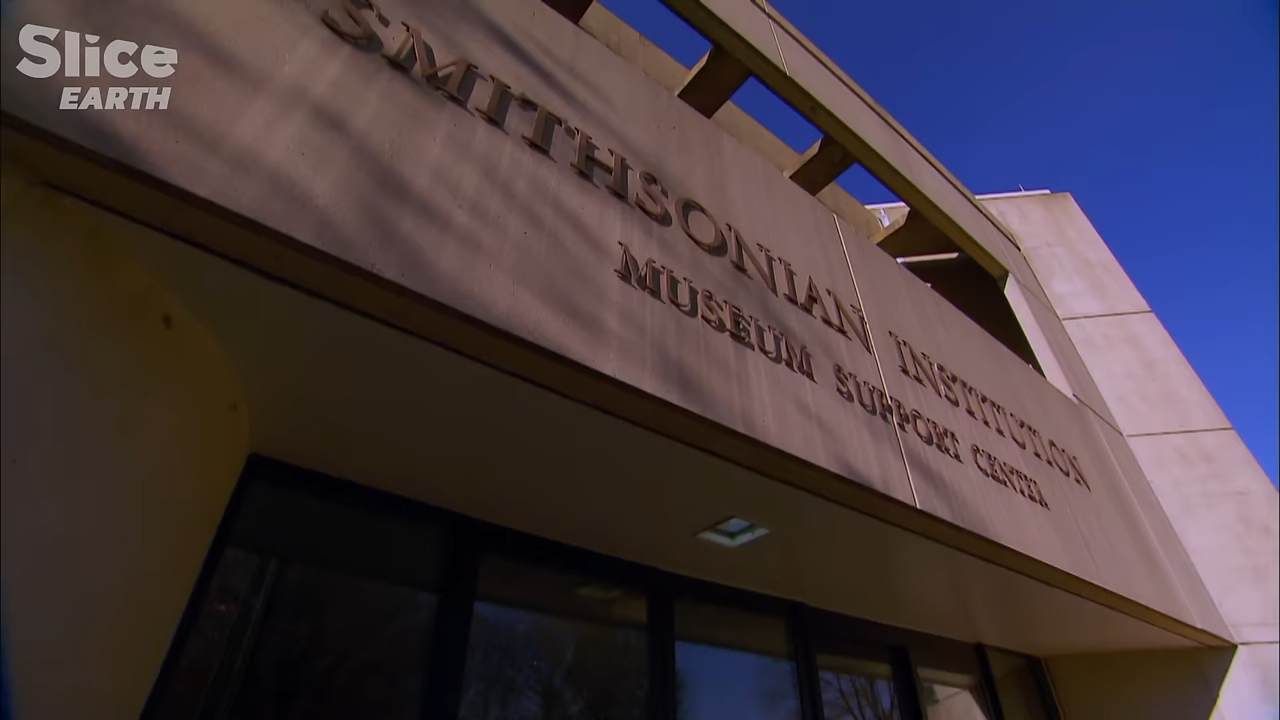 Slice
EARTH
SMITHSONIAN INSTITUTION
MUSEUM SUPPORT CENTER